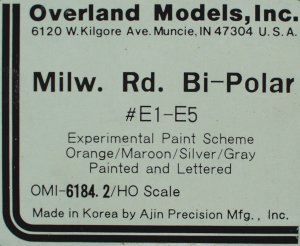 Overland Models, Inc.
6120 W. Kilgore Ave. Muncie, IN 47304 U.S.A.
Milw. Rd. Bi-Polar
#E1-E5
Experimental Paint Scheme
Orange/Maroon/Silver/Gray
Painted and Lettered
OMI-6184.2/HO Scale
Made in Korea by Ajin Precision Mfg., Inc.